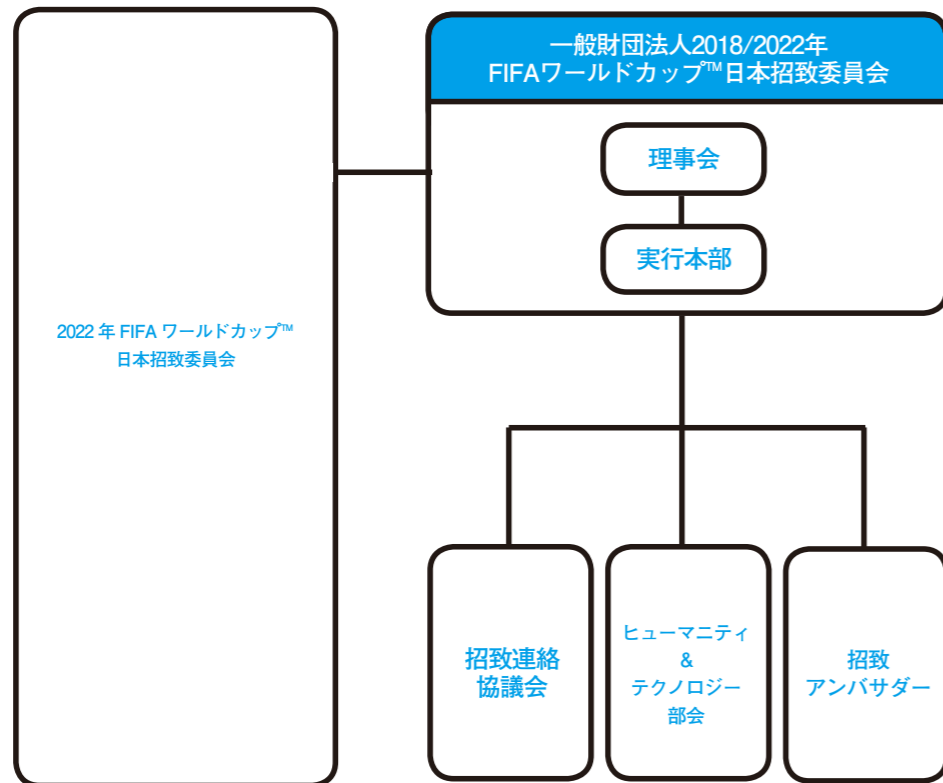 一般財団法人2018/2022年
FIFAワールドカップ™日本招致委員会
理事会
実行本部
2022 年 FIFA ワールドカップ™
日本招致委員会
招致連絡
協議会
ヒューマニティ
&
テクノロジー
部会
招致
アンバサダー